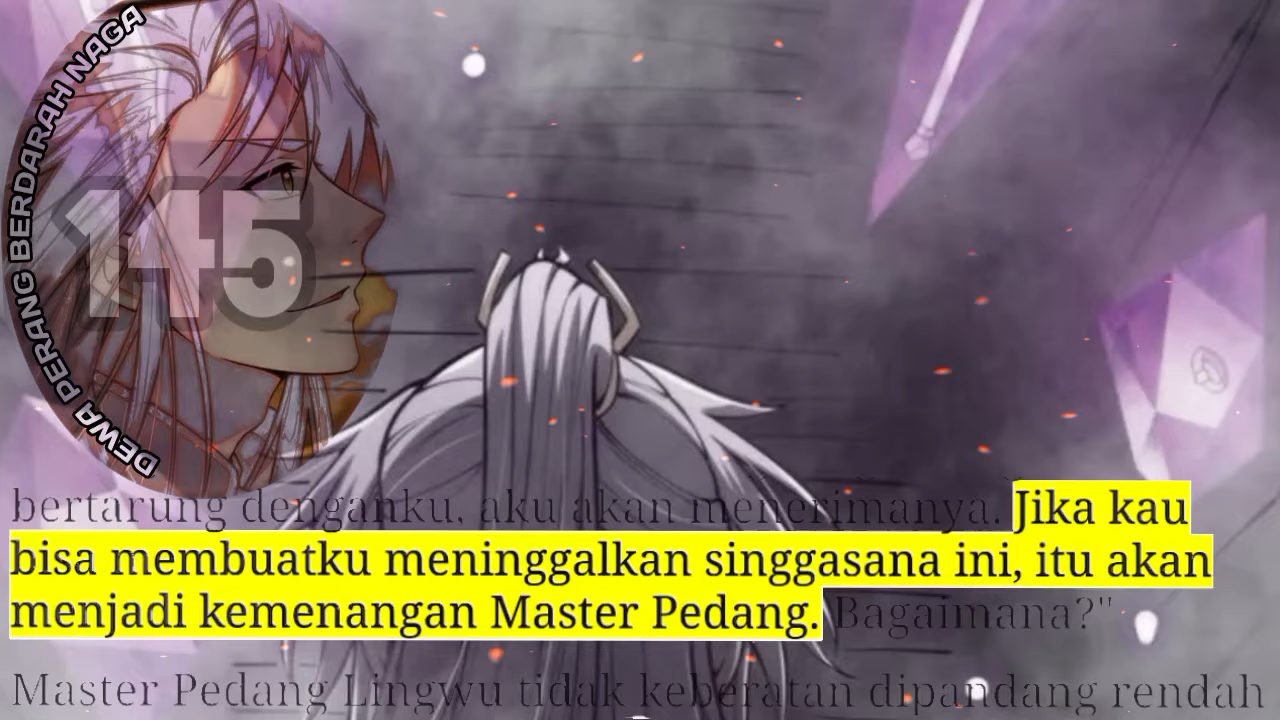 DEWA PERANG BERDARAH NAGA
145
bertarung denganku, aku akan menerimanya. Jika kau
bisa membuatku meninggalkan singgasana ini, itu akan
menjadi kemenangan Master Pedang. Bagaimana?"
Master Pedang Lingwu tidak keberatan dipandang rendah